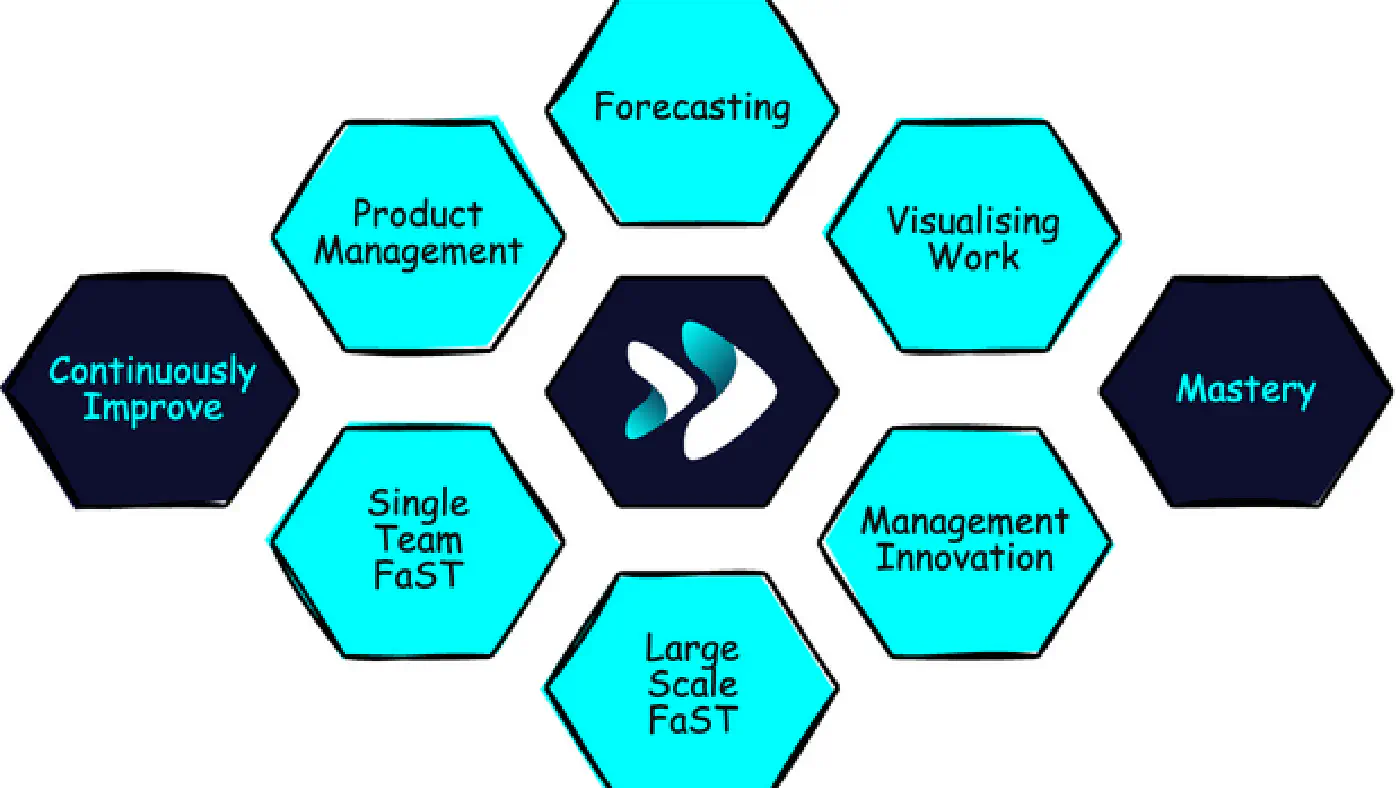 Forecasting
Product
Management
Visualising
Work
Continuously
Improve
Mastery
Single
Team
FaST
Management
Innovation
Large
Scale
FaST